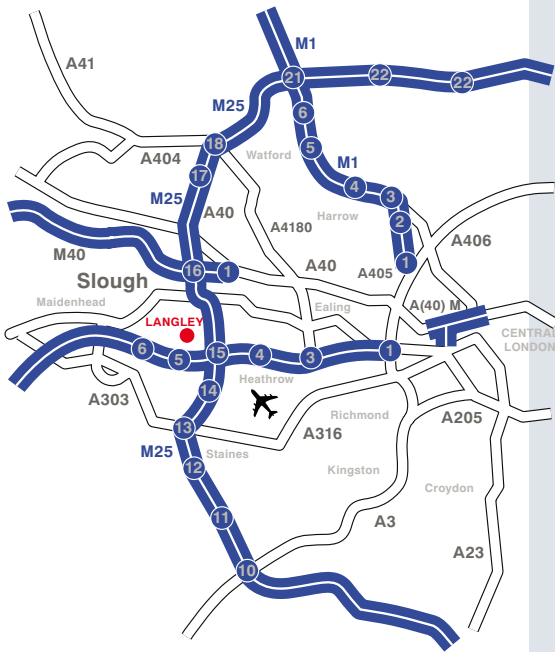 M1
A41
21
22
22
M25
6
18
5
A404
Watford
M1
17
4
3
M25
A40
Harrow
2
A4180
A406
M40
A40
1
A405
16
1
Slough
Maidenhead
Ealing
A(40) M
LANGLEY
CENTRAL
LONDON
6
5
15
4
3
1
Heathrow
14
A303
Richmond
A205
13
A316
M25
Staines
12
Kingston
Croydon
11
A3
A23
10